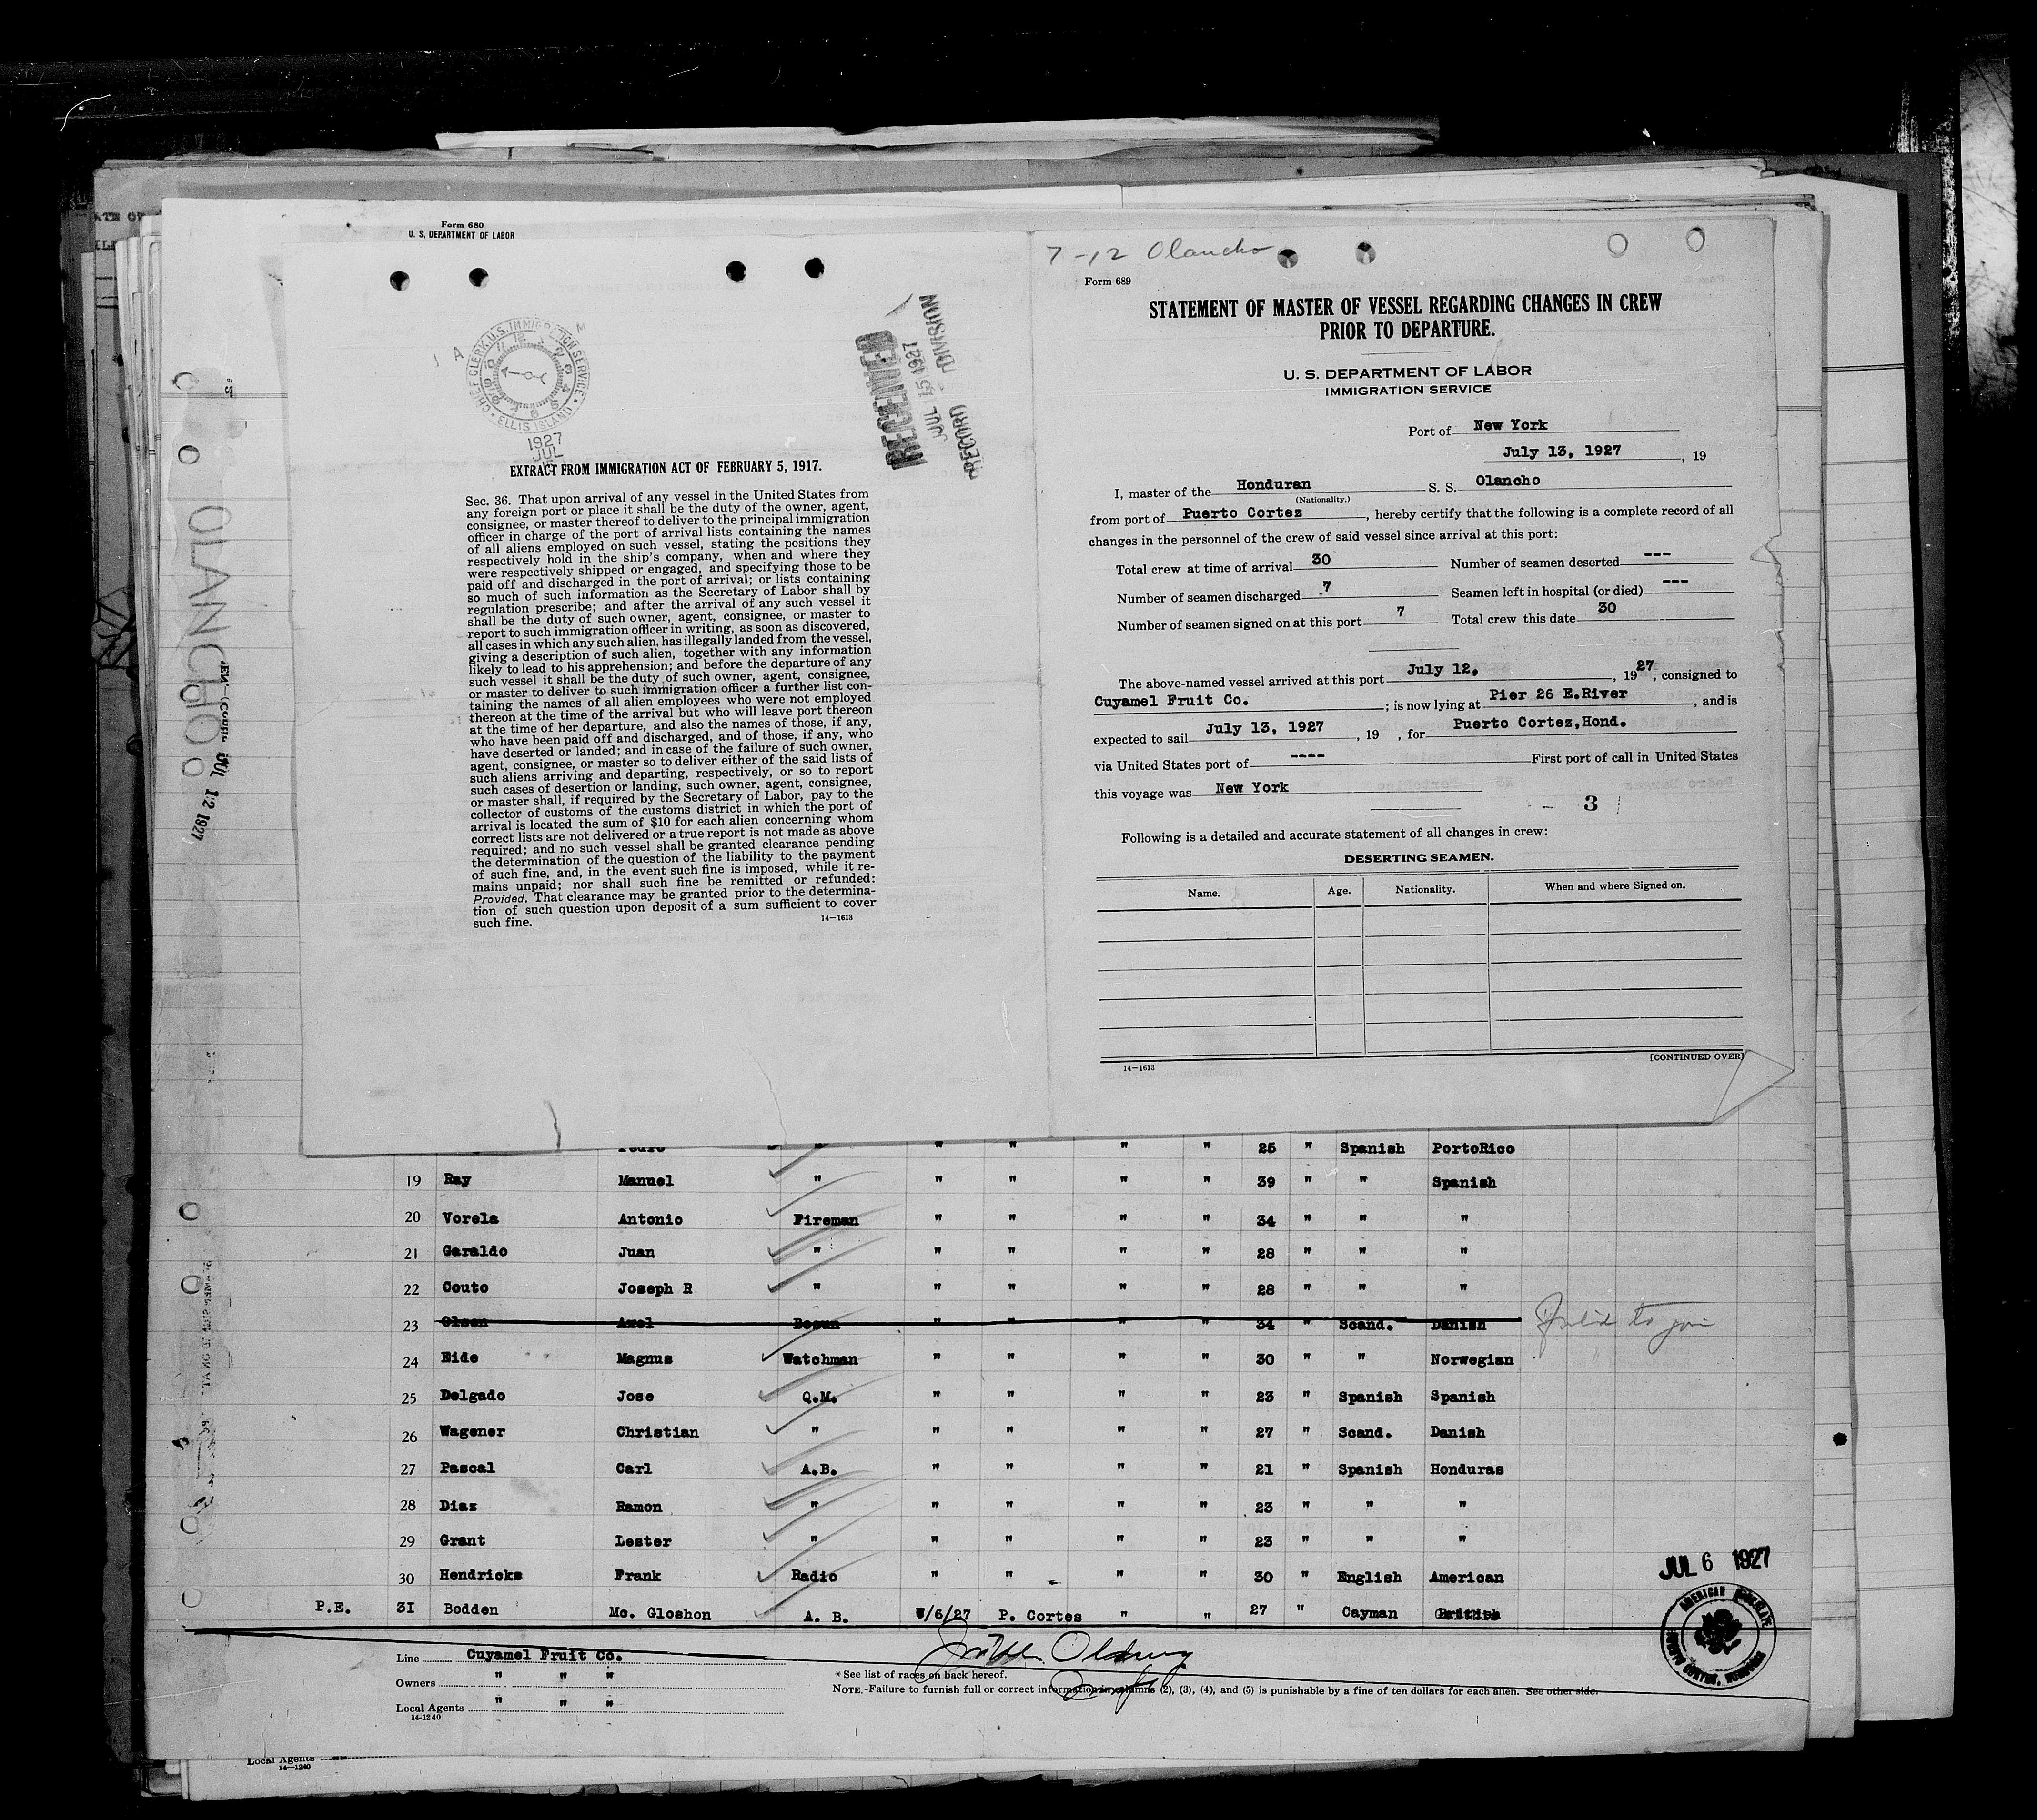 Form 680
U. S. DEPARTMENT OF LABOR
CHIEF CLERK, U.S. IMMIGRATION SERVICE
ELLIS ISLAND
1927
JUL
RECEIVED
JUL 15 1927
RECORD DIVISION
EXTRACT FROM IMMIGRATION ACT OF FEBRUARY 5, 1917.
Sec. 36. That upon arrival of any vessel in the United States from
any foreign port or place it shall be the duty of the owner, agent,
consignee, or master thereof to deliver to the principal immigration
officer in charge of the port of arrival lists containing the names
of all aliens employed on such vessel, stating the positions they
respectively hold in the ship's company, when and where they
were respectively shipped or engaged, and specifying those to be
paid off and discharged in the port of arrival; or lists containing
so much of such information as the Secretary of Labor shall by
regulation prescribe; and after the arrival of any such vessel it
shall be the duty of such owner, agent, consignee, or master to
report to such immigration officer in writing, as soon as discovered,
all cases in which any such alien, has illegally landed from the vessel,
giving a description of such alien, together with any information
likely to lead to his apprehension; and before the departure of any
such vessel it shall be the duty of such owner, agent, consignee,
or master to deliver to such immigration officer a further list con-
taining the names of all alien employees who were not employed
thereon at the time of the arrival but who will leave port thereon
at the time of her departure, and also the names of those, if any,
who have been paid off and discharged, and of those, if any, who
have deserted or landed; and in case of the failure of such owner,
agent, consignee, or master so to deliver either of the said lists of
such aliens arriving and departing, respectively, or so to report
such cases of desertion or landing, such owner, agent, consignee,
or master shall, if required by the Secretary of Labor, pay to the
collector of customs of the customs district in which the port of
arrival is located the sum of $10 for each alien concerning whom
correct lists are not delivered or a true report is not made as above
required; and no such vessel shall be granted clearance pending
the determination of the question of the liability to the payment
of such fine, and, in the event such fine is imposed, while it re-
mains unpaid; nor shall such fine be remitted or refunded:
Provided, That clearance may be granted prior to the determina-
tion of such question upon deposit of a sum sufficient to cover
such fine. 14—1613
OLANCHO
JUL 12 1927
7-12 Olancho
Form 689
STATEMENT OF MASTER OF VESSEL REGARDING CHANGES IN CREW
PRIOR TO DEPARTURE.
U. S. DEPARTMENT OF LABOR
IMMIGRATION SERVICE
Port of New York
July 13, 1927, 19
I, master of the Honduran S. S. Olancho
(Nationality.)
from port of Puerto Cortez, hereby certify that the following is a complete record of all
changes in the personnel of the crew of said vessel since arrival at this port:
Total crew at time of arrival 30 Number of seamen deserted ---
Number of seamen discharged 7 Seamen left in hospital (or died) ---
Number of seamen signed on at this port 7 Total crew this date 30
The above-named vessel arrived at this port July 12, 1927, consigned to
Cuyamel Fruit Co. ; is now lying at Pier 26 E.River, and is
expected to sail July 13, 1927, 19 , for Puerto Cortez,Hond.
via United States port of ---- First port of call in United States
this voyage was New York
3
Following is a detailed and accurate statement of all changes in crew:
DESERTING SEAMEN.
Name. Age. Nationality. When and where Signed on.
14—1613 [CONTINUED OVER]
Pedro " " " " " 25 " Spanish PortoRico
19 Ray Manuel " " " " " 39 " " Spanish
20 Vorela Antonio Fireman " " " " 34 " " "
21 Garaldo Juan " " " " " 28 " " "
22 Couto Joseph R " " " " " 28 " " "
23 Olsen Axel Bosun " " " " 34 " Scand. Danish
24 Eide Magnus Watchman " " " " 30 " " Norwegian
25 Delgado Jose Q.M. " " " " 23 " Spanish Spanish
26 Wagener Christian " " " " " 27 " Scand. Danish
27 Pascal Carl A.B. " " " " 21 " Spanish Honduras
28 Diaz Ramon " " " " " 23 " " "
29 Grant Lester " " " " " 23 " " "
30 Hendricks Frank Radio " " " " 30 " English American
P.E. 31 Bodden Mc. Gloshon A. B. /6/27 P. Cortes " " 27 " Cayman British
JUL 6 1927
AMERICAN CONSULATE
PUERTO CORTES, HONDURAS
Line Cuyamel Fruit Co.
Owners " " "
Local Agents " " "
14-1240
*See list of races on back hereof.
NOTE.-Failure to furnish full or correct information in columns (2), (3), (4), and (5) is punishable by a fine of ten dollars for each alien. See other side.
Local Agents
14—1240